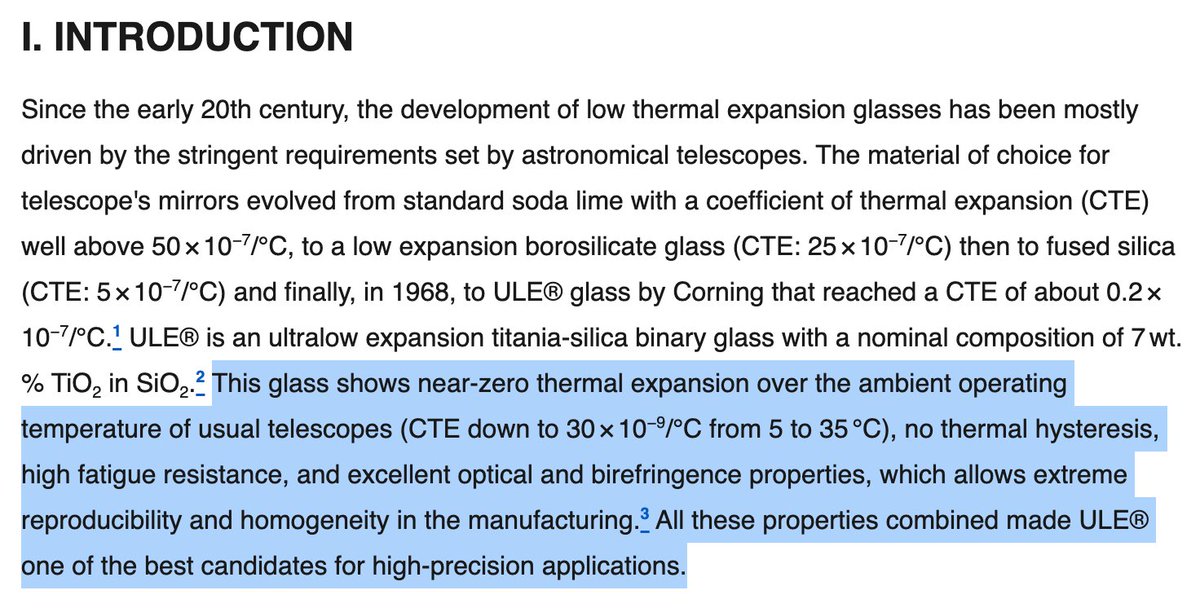 I. INTRODUCTION
Since the early 20th century, the development of low thermal expansion glasses has been mostly
driven by the stringent requirements set by astronomical telescopes. The material of choice for
telescope's mirrors evolved from standard soda lime with a coefficient of thermal expansion (CTE)
well above 50 × 10⁻⁷/°C, to a low expansion borosilicate glass (CTE: 25 × 10⁻⁷/°C) then to fused silica
(CTE: 5 × 10⁻⁷/°C) and finally, in 1968, to ULE® glass by Corning that reached a CTE of about 0.2 ×
10⁻⁷/°C.¹ ULE® is an ultralow expansion titania-silica binary glass with a nominal composition of 7 wt.
% TiO₂ in SiO₂.² This glass shows near-zero thermal expansion over the ambient operating
temperature of usual telescopes (CTE down to 30 × 10⁻⁹/°C from 5 to 35 °C), no thermal hysteresis,
high fatigue resistance, and excellent optical and birefringence properties, which allows extreme
reproducibility and homogeneity in the manufacturing.³ All these properties combined made ULE®
one of the best candidates for high-precision applications.